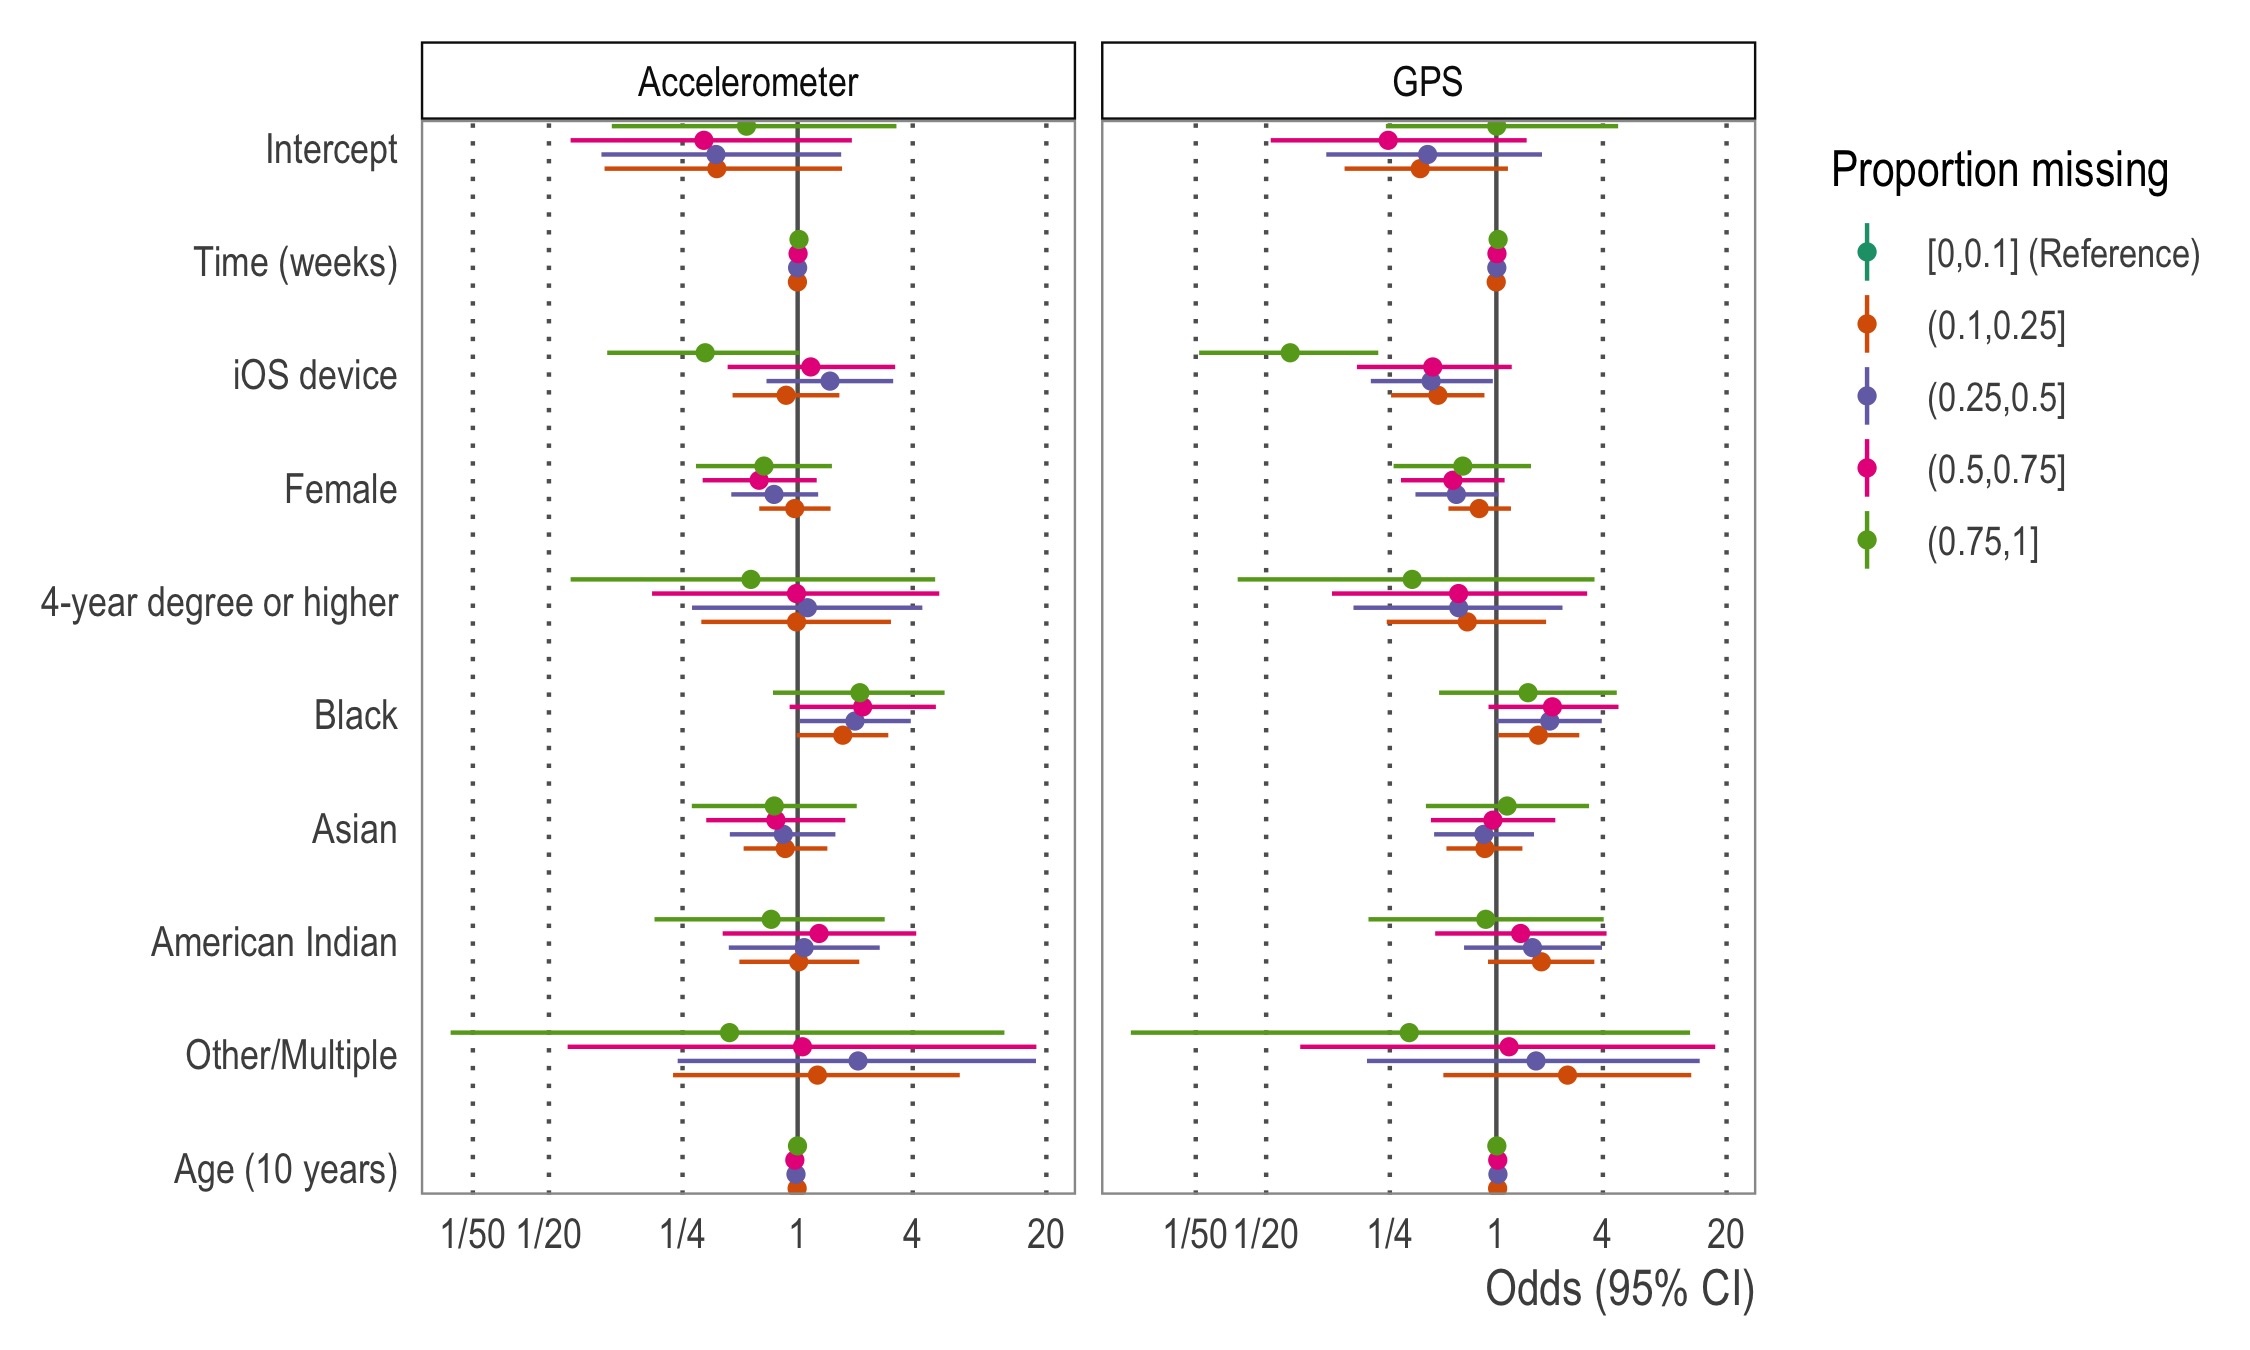 Accelerometer
GPS
Intercept
Time (weeks)
iOS device
Female
4-year degree or higher
Black
Asian
American Indian
Other/Multiple
Age (10 years)
1/50 1/20 1/4 1 4 20
1/50 1/20 1/4 1 4 20
Odds (95% CI)
Proportion missing
[0,0.1] (Reference)
(0.1,0.25]
(0.25,0.5]
(0.5,0.75]
(0.75,1]